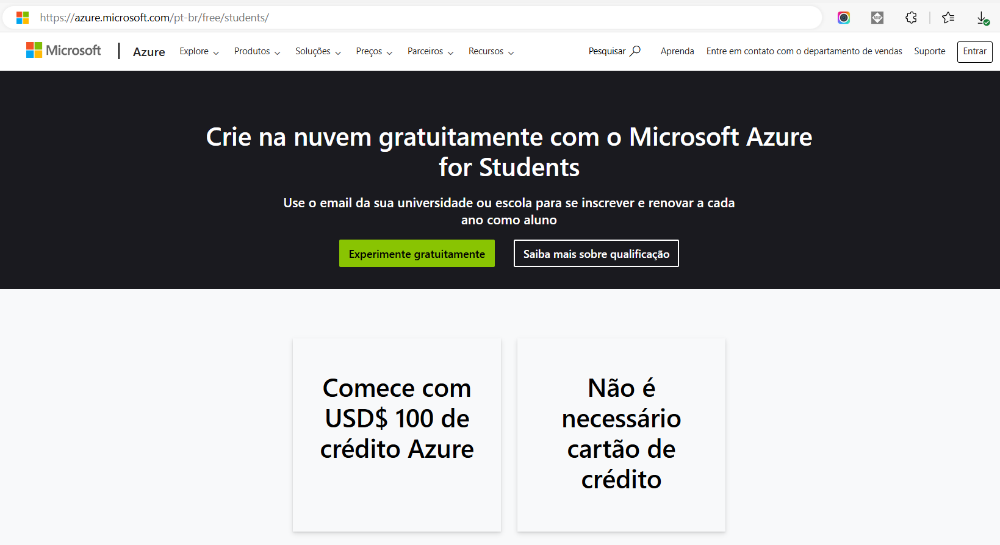 https://azure.microsoft.com/pt-br/free/students/
Microsoft Azure Explore Produtos Soluções Preços Parceiros Recursos Pesquisar Aprenda Entre em contato com o departamento de vendas Suporte Entrar
Crie na nuvem gratuitamente com o Microsoft Azure
for Students
Use o email da sua universidade ou escola para se inscrever e renovar a cada
ano como aluno
Experimente gratuitamente Saiba mais sobre qualificação
Comece com
USD$ 100 de
crédito Azure
Não é
necessário
cartão de
crédito